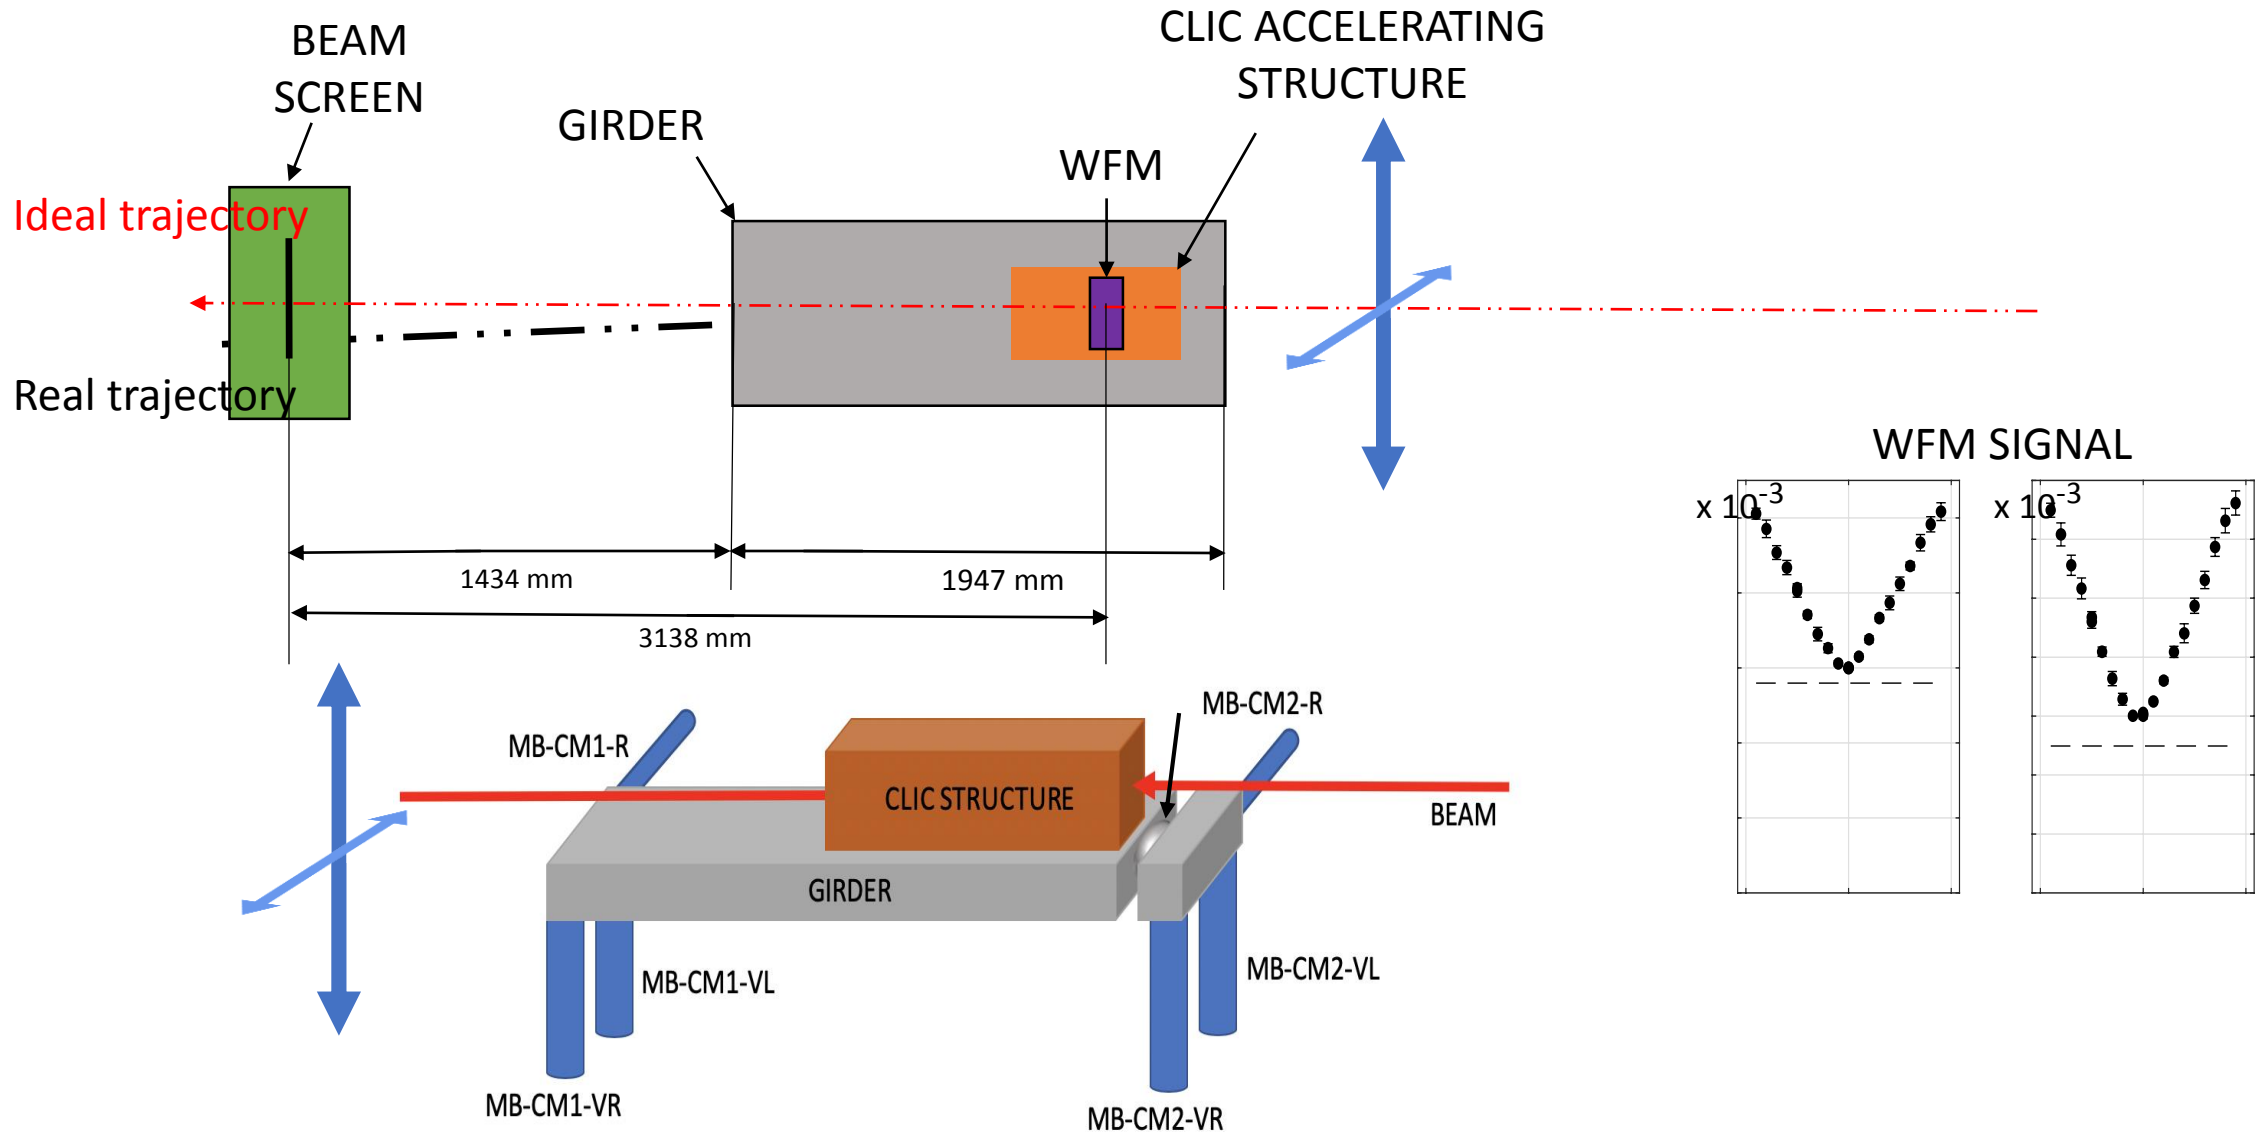 BEAM
SCREEN
CLIC ACCELERATING
STRUCTURE
GIRDER
WFM
Ideal trajectory
Real trajectory
1434 mm
1947 mm
3138 mm
WFM SIGNAL
x 10-3
x 10-3
MB-CM1-R
MB-CM2-R
CLIC STRUCTURE
BEAM
GIRDER
MB-CM1-VL
MB-CM2-VL
MB-CM1-VR
MB-CM2-VR